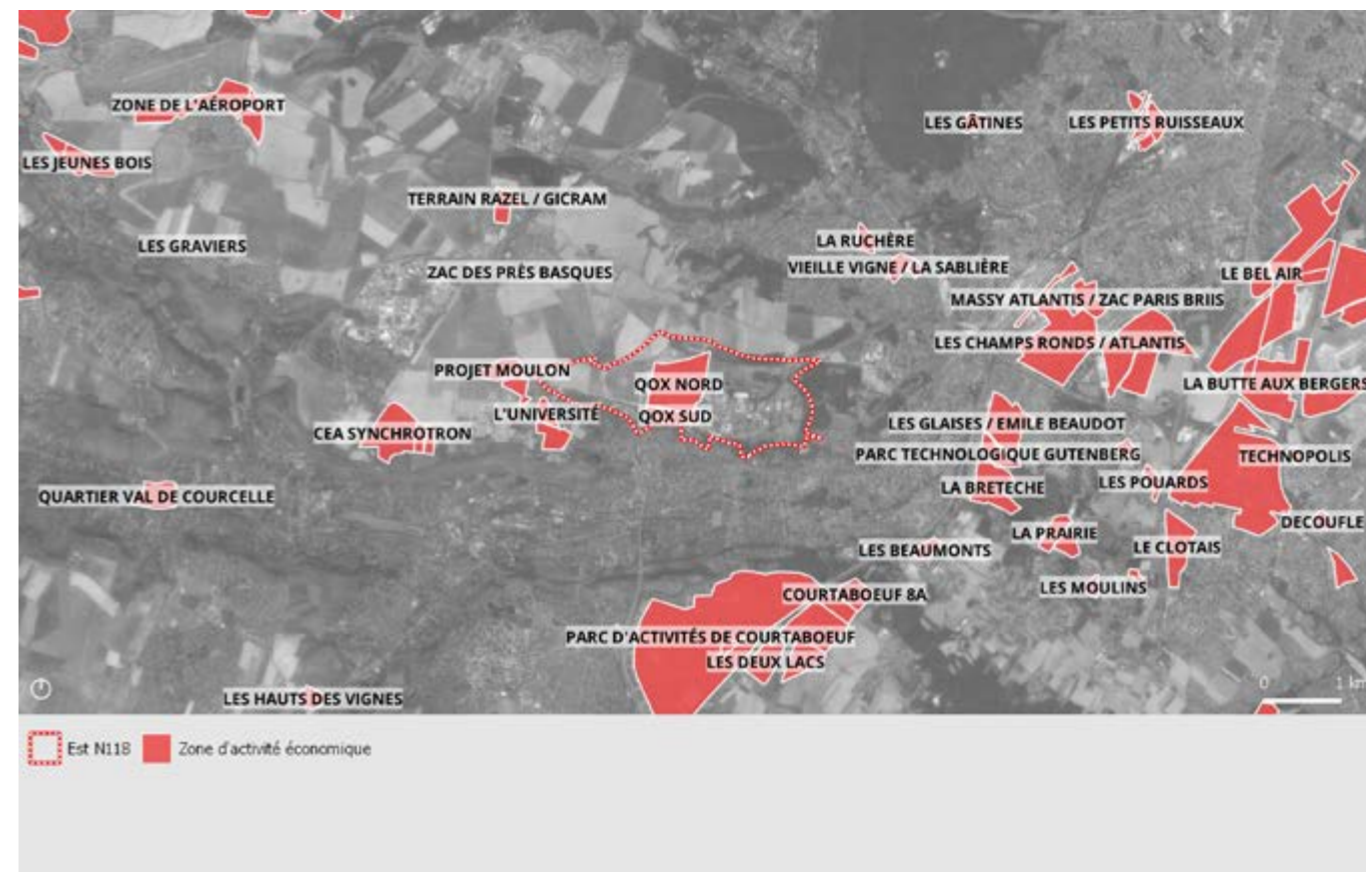 ZONE DE L'AÉROPORT
LES GÂTINES
LES PETITS RUISSEAUX
LES JEUNES BOIS
TERRAIN RAZEL / GICRAM
LES GRAVIERS
LA RUCHÈRE
ZAC DES PRÈS BASQUES
VIEILLE VIGNE / LA SABLIÈRE
LE BEL AIR
MASSY ATLANTIS / ZAC PARIS BRIIS
LES CHAMPS RONDS / ATLANTIS
PROJET MOULON
QOX NORD
LA BUTTE AUX BERGERS
L'UNIVERSITÉ
QOX SUD
LES GLAISES / EMILE BEAUDOT
CEA SYNCHROTRON
PARC TECHNOLOGIQUE GUTENBERG
TECHNOPOLIS
LES POUARDS
LA BRETECHE
QUARTIER VAL DE COURCELLE
DECOUFLE
LA PRAIRIE
LE CLOTAIS
LES BEAUMONTS
LES MOULINS
COURTABOEUF 8A
PARC D'ACTIVITÉS DE COURTABOEUF
LES DEUX LACS
LES HAUTS DES VIGNES
0 1 km
Est N118
Zone d'activité économique